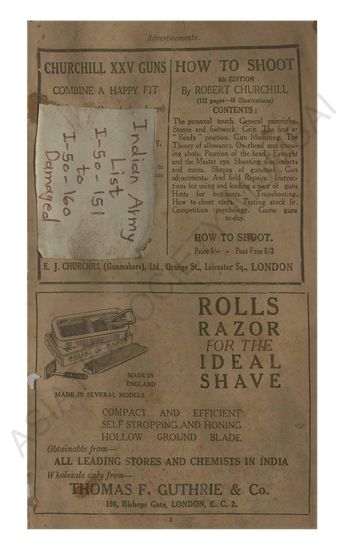 Advertisements.
CHURCHILL XXV GUNS
COMBINE A HAPPY FIT
Indian Army
List
I-50-151
to
I-50-160
Damaged
E. J. CHURCHILL (Gunmakers), Ltd., Orange St., Leicester Sq., LONDON
HOW TO SHOOT
4th EDITION
By ROBERT CHURCHILL
CONTENTS :
The personal touch. General principles.
Stance and footwork. Grip. The first or
"Ready" position. Gun Mounting. The
Theory of allowance. Overhead and crossing
shots. Position of the head. Eyesight
and the Master eye. Shooting discomforts
and cures. Shapes of gunstock. Gun
adjustments. And field Repairs. Instructions
for using and loading a pair of guns
Hints for beginners. Trapshooting.
How to shoot clays. Testing stock fit.
Competition psychology. Game guns
to-day.
HOW TO SHOOT.
Price 5/- - Post Free 5/3
ROLLS
RAZOR
FOR THE
IDEAL
SHAVE
ROLLS RAZOR
MADE IN
ENGLAND
MADE IN SEVERAL MODELS
COMPACT AND EFFICIENT
SELF STROPPING AND HONING
HOLLOW GROUND BLADE
Obtainable from—
ALL LEADING STORES AND CHEMISTS IN INDIA
Wholesale only from—
THOMAS F. GUTHRIE & Co.
198, Bishops Gate, LONDON, E. C. 2.